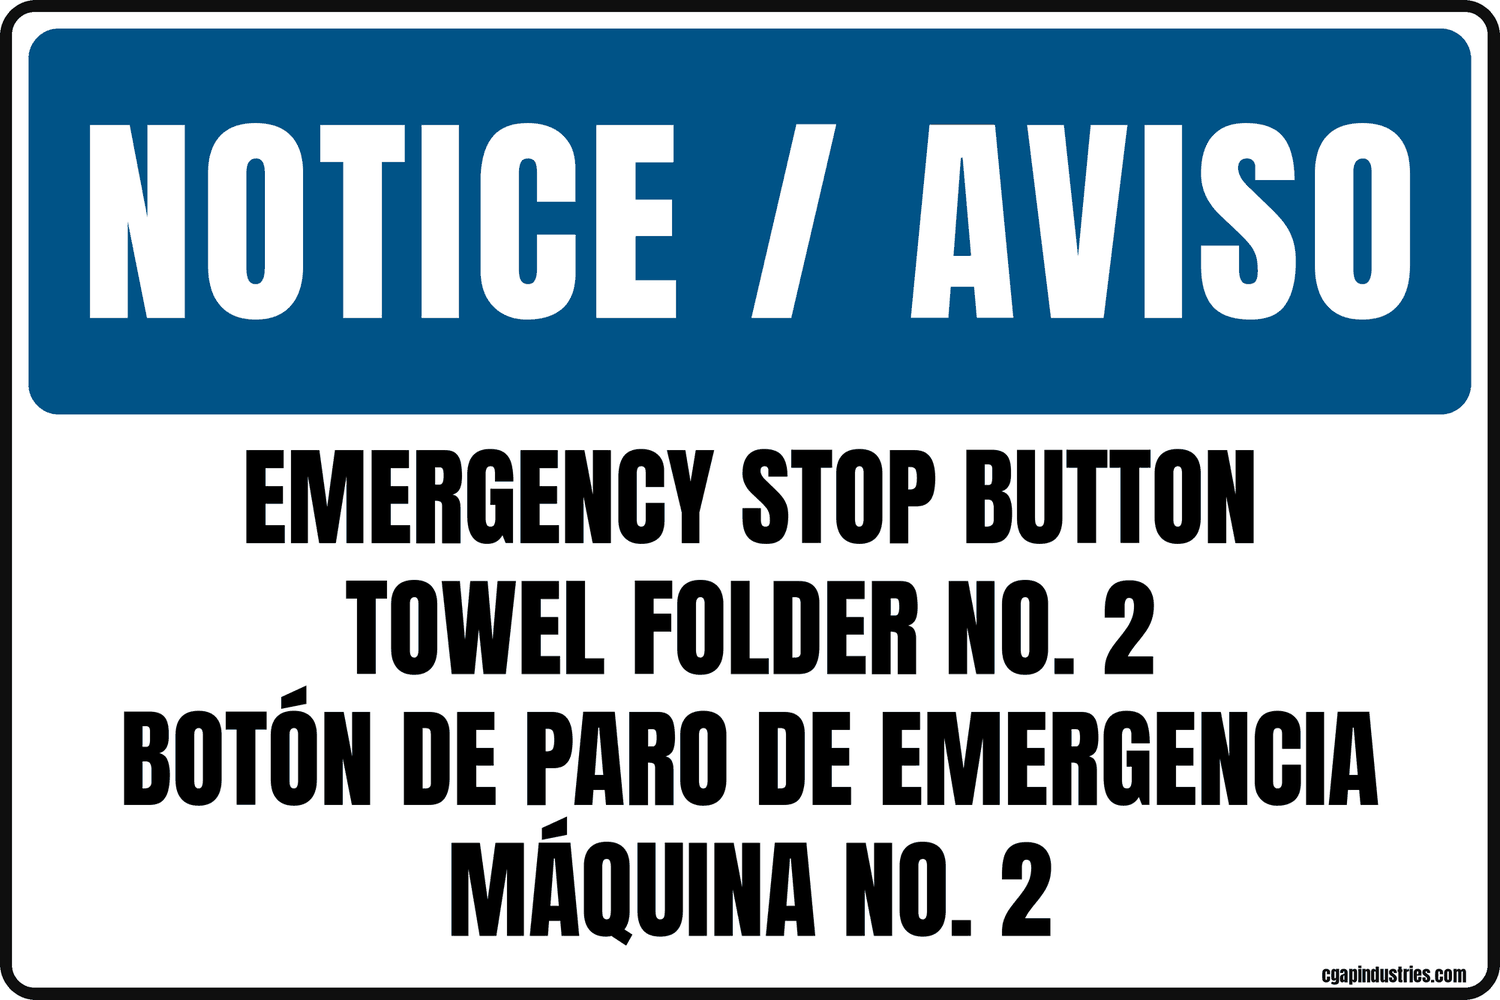 NOTICE / AVISO
EMERGENCY STOP BUTTON
TOWEL FOLDER NO. 2
BOTÓN DE PARO DE EMERGENCIA
MÁQUINA NO. 2
cgapindustries.com